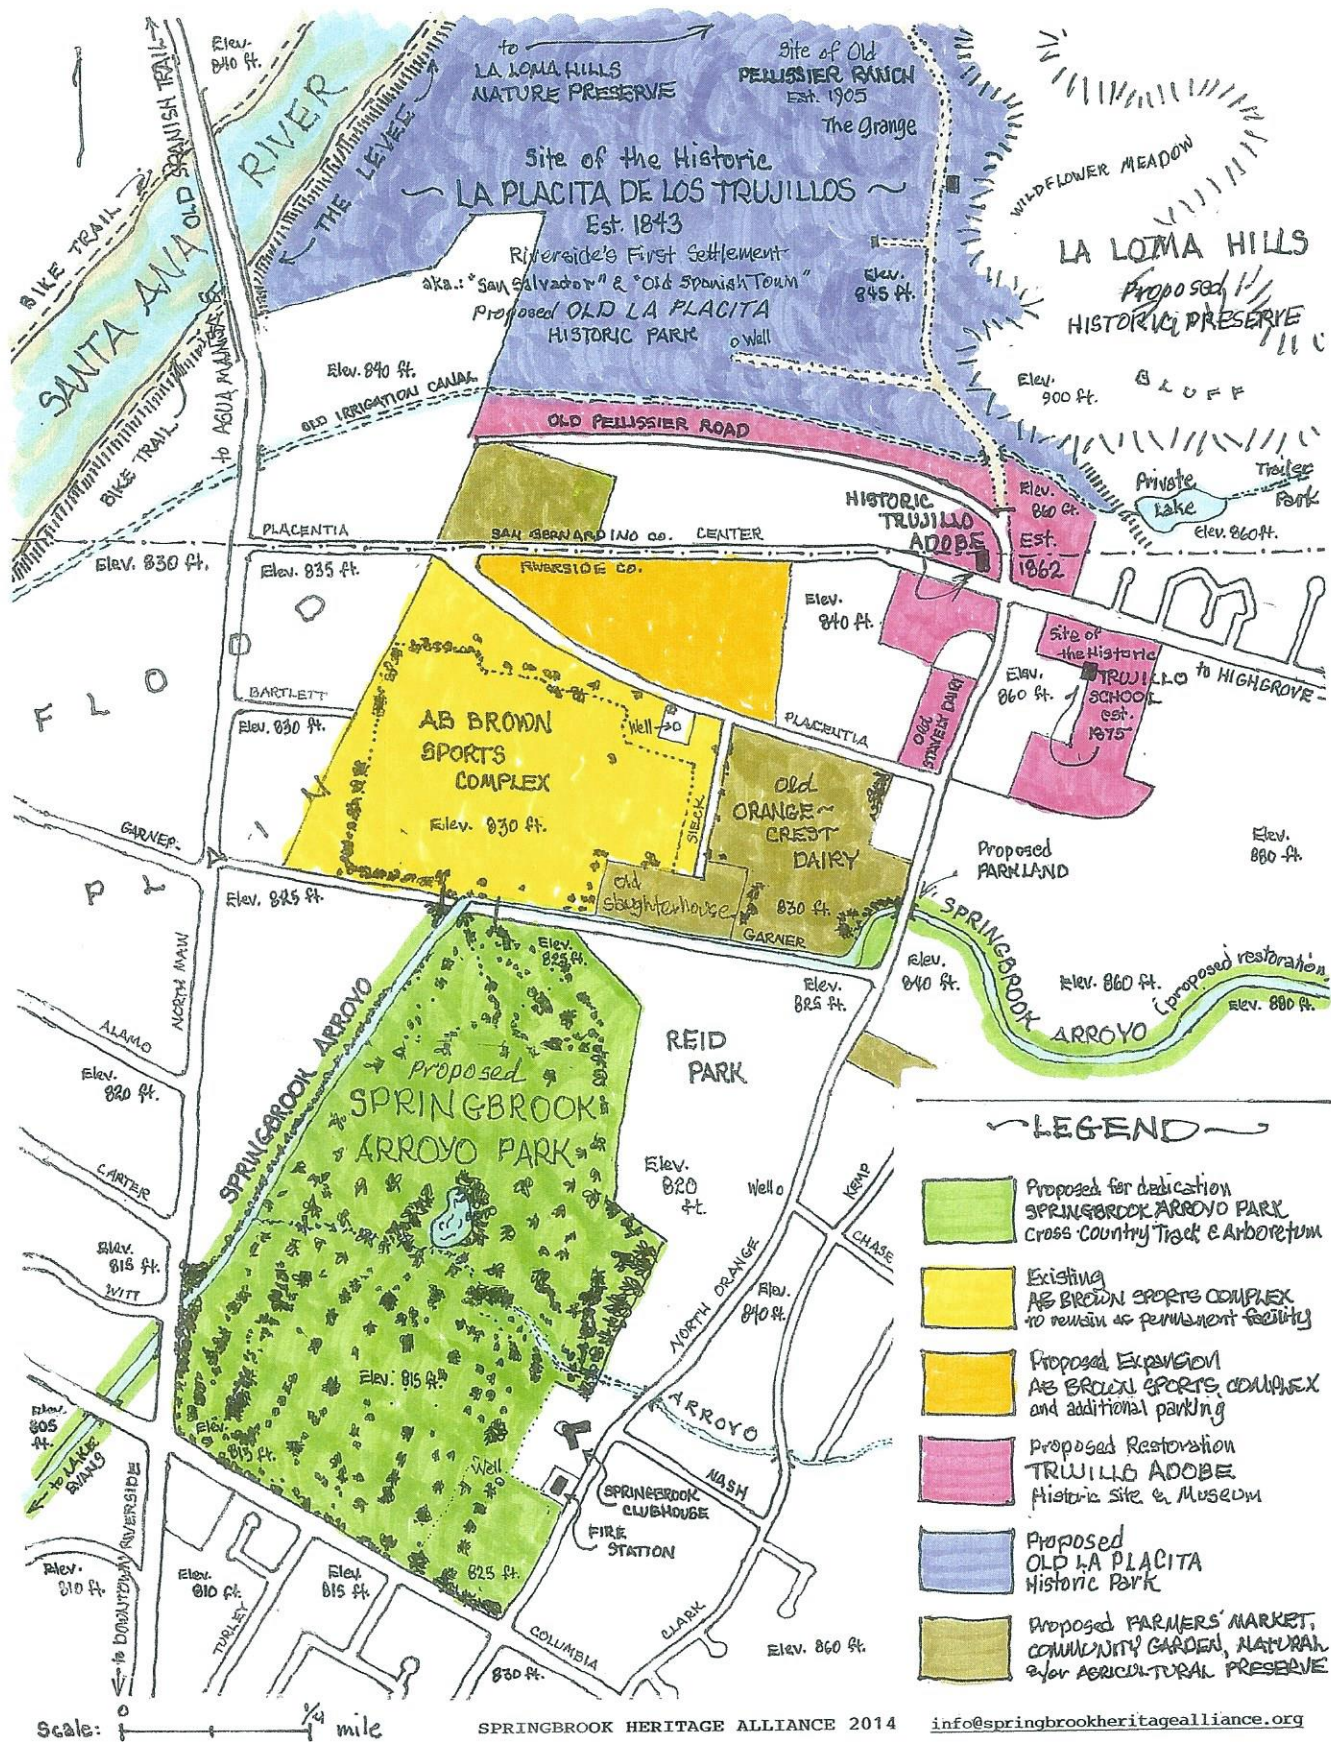 Elev.
840 ft.
OLD SPANISH TRAIL
to
LA LOMA HILLS
NATURE PRESERVE
Site of Old
PELLISSIER RANCH
Est. 1905
The Grange
SANTA ANA RIVER
BIKE TRAIL
THE LEVEE
to AGUA MANSA
BIKE TRAIL
Site of the Historic
~ LA PLACITA DE LOS TRUJILLOS ~
Est. 1843
Riverside's First Settlement
aka.: "San Salvador" & "Old Spanish Town"
Proposed OLD LA PLACITA
HISTORIC PARK
Well
Elev.
845 ft.
WILDFLOWER MEADOW
LA LOMA HILLS
Proposed
HISTORIC PRESERVE
Elev.
900 ft.
BLUFF
Elev. 840 ft.
OLD IRRIGATION CANAL
OLD PELLISSIER ROAD
Private
Lake
Trailer
Park
Elev. 860 ft.
HISTORIC
TRUJILLO
ADOBE
Elev.
860 ft.
Est.
1862
PLACENTIA
SAN BERNARDINO CO.
CENTER
RIVERSIDE CO.
Elev. 830 ft.
Elev. 835 ft.
Elev.
840 ft.
FLOOD
PLAIN
BARTLETT
Elev. 830 ft.
AB BROWN
SPORTS
COMPLEX
Elev. 830 ft.
Well
PLACENTIA
Old
STAVELY DAIRY
Elev.
860 ft.
Site of
the Historic
TRUJILLO
SCHOOL
est.
1875
to HIGHGROVE
SIECK
Old
ORANGE~
CREST
DAIRY
830 ft.
Old
Slaughterhouse
GARNER
Elev. 825 ft.
GARNER
Proposed
PARKLAND
Elev.
880 ft.
SPRINGBROOK
ARROYO
(proposed restoration)
Elev.
840 ft.
Elev. 860 ft.
Elev. 880 ft.
Elev.
825 ft.
NORTH MAIN
ALAMO
Elev.
820 ft.
CARTER
Elev.
815 ft.
WITT
SPRINGBROOK ARROYO
Elev.
825 ft.
Proposed
SPRINGBROOK
ARROYO PARK
REID
PARK
Elev.
820
ft.
Well
KEMP
CHASE
NORTH ORANGE
Elev.
840 ft.
Elev. 815 ft.
Elev.
815 ft.
Well
825 ft.
ARROYO
NASH
SPRINGBROOK
CLUBHOUSE
FIRE
STATION
Elev.
805
ft.
to LAKE
EVANS
to DOWNTOWN RIVERSIDE
Elev.
810 ft.
Elev.
810 ft.
TURLEY
Elev.
815 ft.
COLUMBIA
830 ft.
CLARK
Elev. 860 ft.
~LEGEND~
Proposed for dedication
SPRINGBROOK ARROYO PARK
Cross Country Track & Arboretum
Existing
AB BROWN SPORTS COMPLEX
to remain as permanent facility
Proposed Expansion
AB BROWN SPORTS COMPLEX
and additional parking
Proposed Restoration
TRUJILLO ADOBE
Historic Site & Museum
Proposed
OLD LA PLACITA
Historic Park
Proposed FARMERS' MARKET,
COMMUNITY GARDEN, NATURAL
&/or AGRICULTURAL PRESERVE
Scale: 0 1/4 mile
SPRINGBROOK HERITAGE ALLIANCE 2014
info@springbrookheritagealliance.org